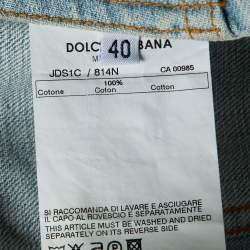 DOLC 40 BANA
M
JDS1C / 814N CA 00985
100%
Cotone Coton Cotton
SI RACCOMANDA DI LAVARE E ASCIUGARE
IL CAPO AL ROVESCIO E SEPARATAMENTE
THIS ARTICLE MUST BE WASHED AND DRIED
SEPARATELY ON ITS REVERSE SIDE